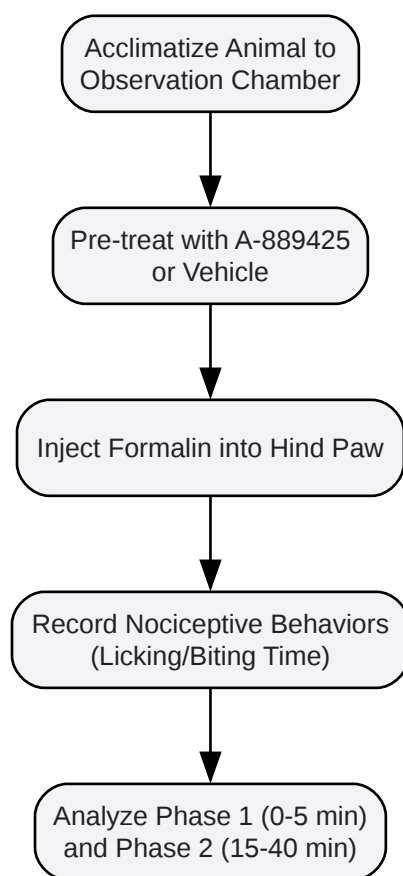 Acclimatize Animal to
Observation Chamber
Pre-treat with A-889425
or Vehicle
Inject Formalin into Hind Paw
Record Nociceptive Behaviors
(Licking/Biting Time)
Analyze Phase 1 (0-5 min)
and Phase 2 (15-40 min)